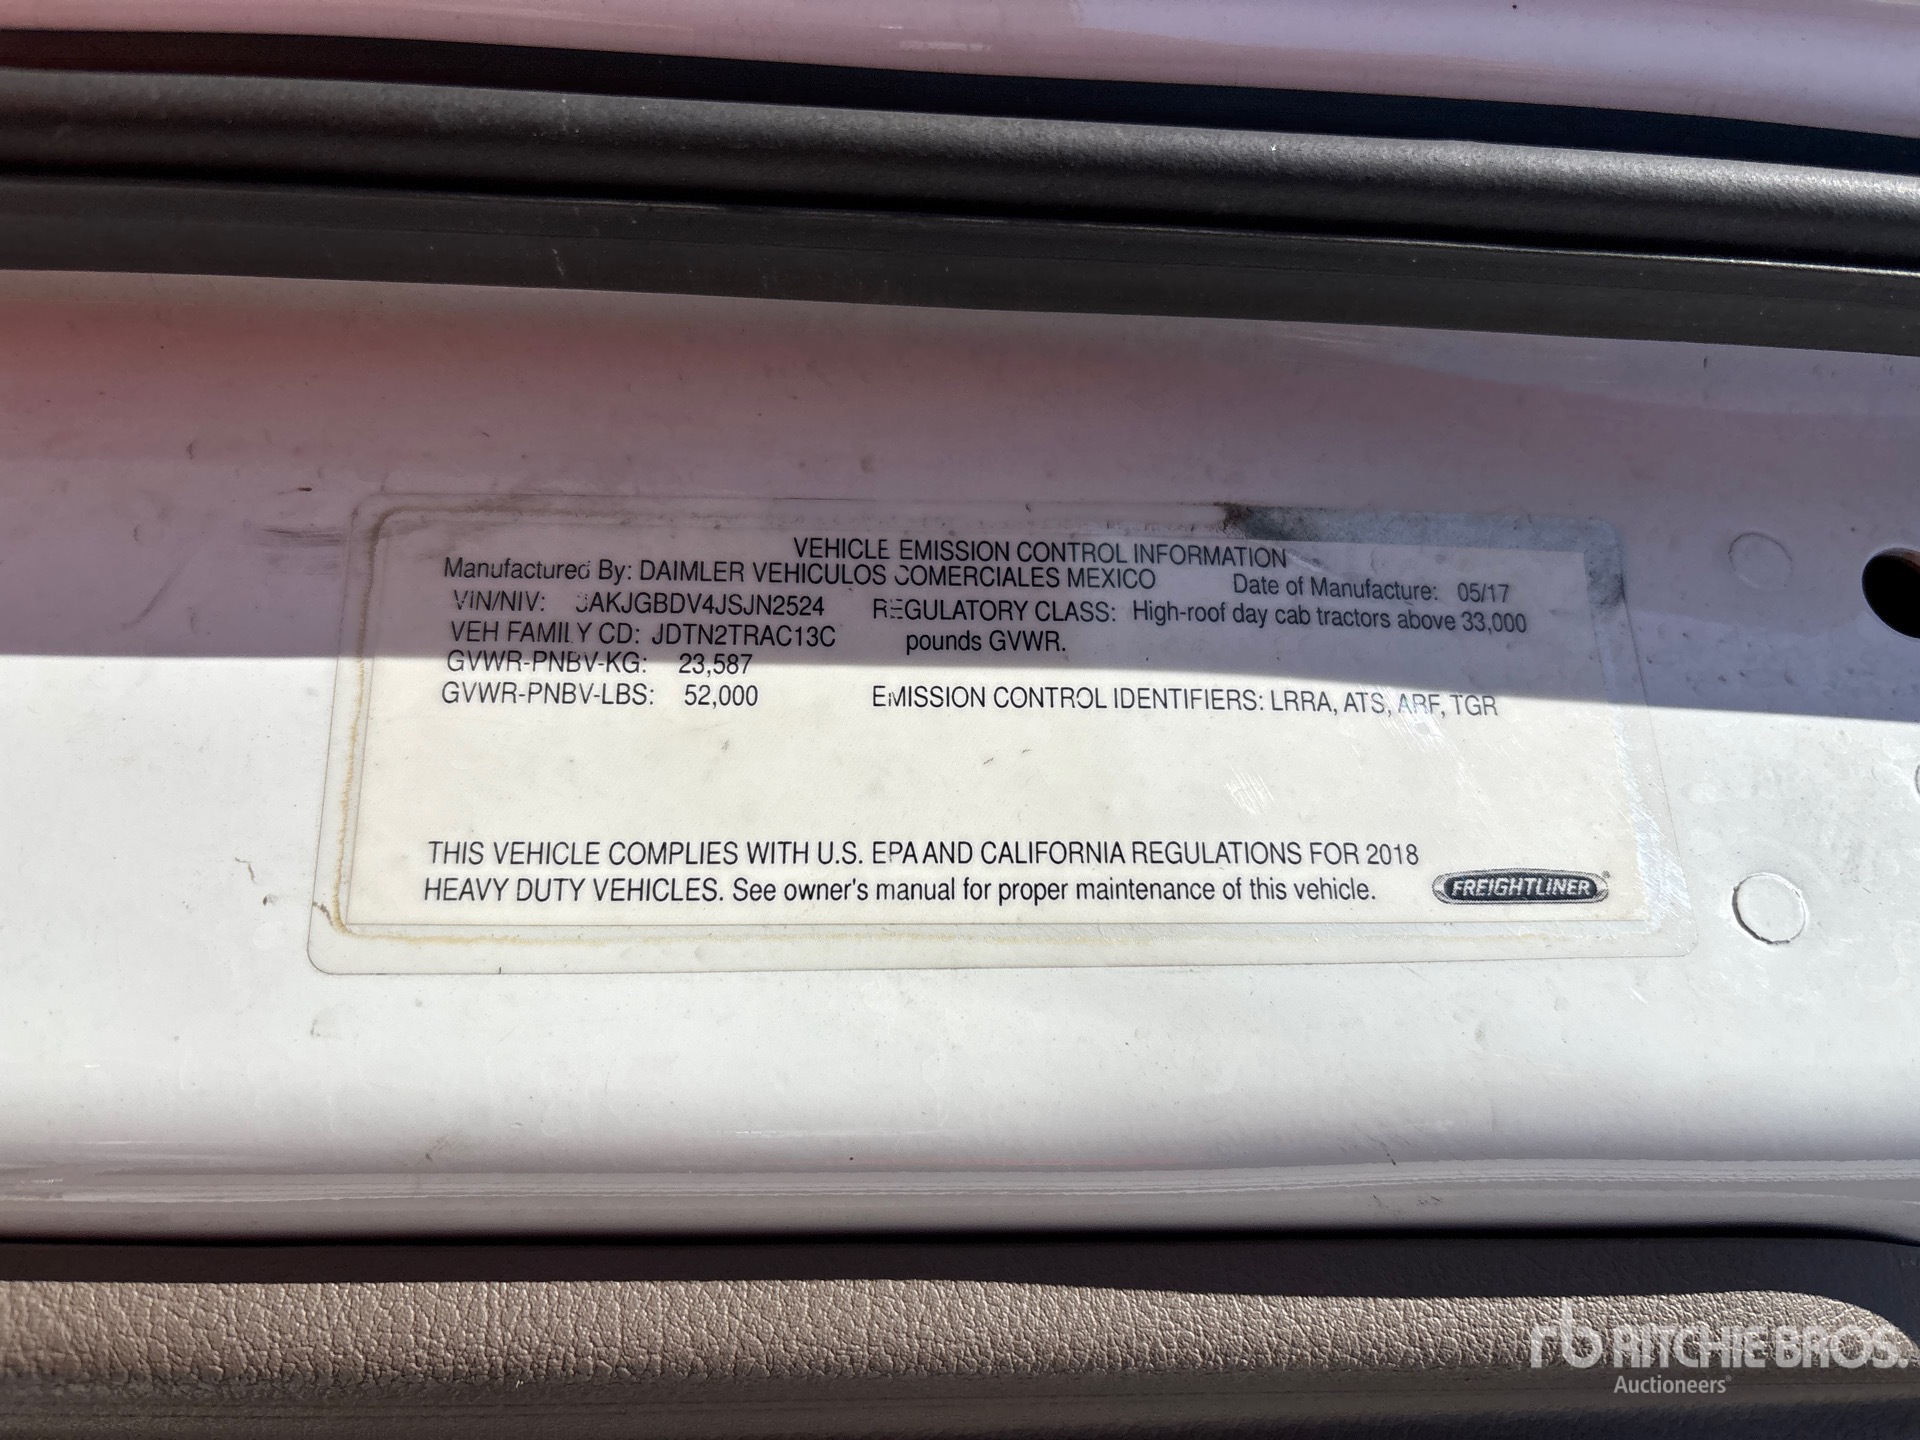 VEHICLE EMISSION CONTROL INFORMATION
Manufactured By: DAIMLER VEHICULOS COMERCIALES MEXICO Date of Manufacture: 05/17
VIN/NIV: 3AKJGBDV4JSJN2524 REGULATORY CLASS: High-roof day cab tractors above 33,000
VEH FAMILY CD: JDTN2TRAC13C pounds GVWR.
GVWR-PNBV-KG: 23,587
GVWR-PNBV-LBS: 52,000 EMISSION CONTROL IDENTIFIERS: LRRA, ATS, ARF, TGR
THIS VEHICLE COMPLIES WITH U.S. EPA AND CALIFORNIA REGULATIONS FOR 2018
HEAVY DUTY VEHICLES. See owner's manual for proper maintenance of this vehicle.
FREIGHTLINER
rb RITCHIE BROS.
Auctioneers